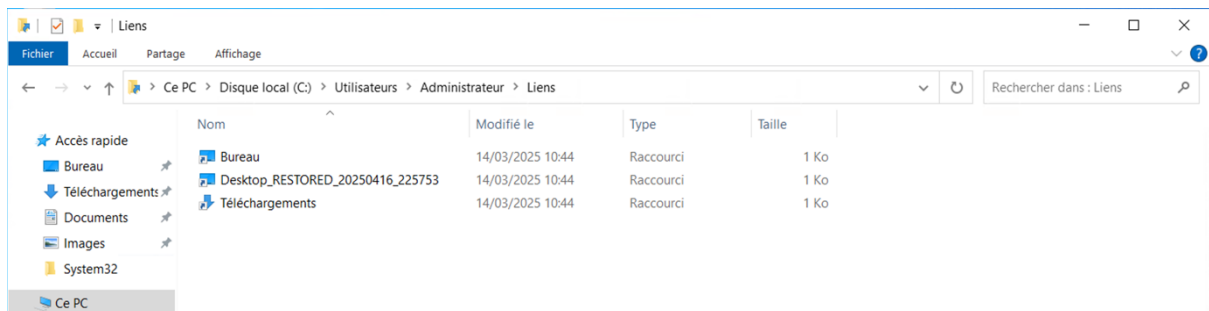 Liens
Fichier Accueil Partage Affichage
Ce PC > Disque local (C:) > Utilisateurs > Administrateur > Liens Rechercher dans : Liens
Nom Modifié le Type Taille
Accès rapide
Bureau
Téléchargements
Documents
Images
System32
Ce PC
Bureau 14/03/2025 10:44 Raccourci 1 Ko
Desktop_RESTORED_20250416_225753 14/03/2025 10:44 Raccourci 1 Ko
Téléchargements 14/03/2025 10:44 Raccourci 1 Ko